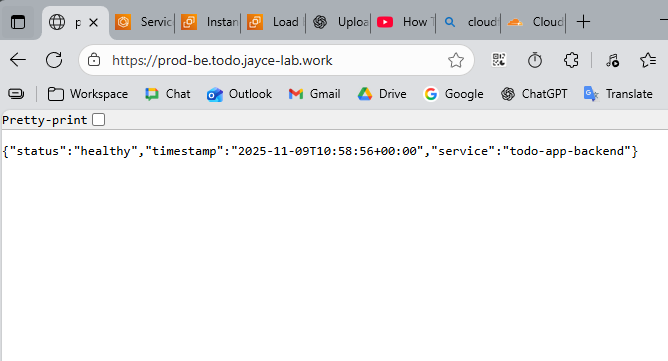 p Servic Instan Load Uploa How T cloudf Cloud
https://prod-be.todo.jayce-lab.work
Workspace Chat Outlook Gmail Drive Google ChatGPT Translate
Pretty-print
{"status":"healthy","timestamp":"2025-11-09T10:58:56+00:00","service":"todo-app-backend"}